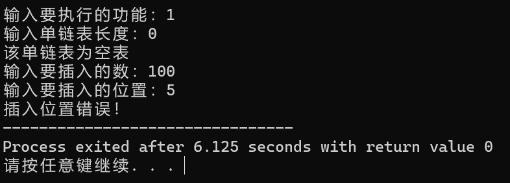 输入要执行的功能：1
输入单链表长度：0
该单链表为空表
输入要插入的数：100
输入要插入的位置：5
插入位置错误！
--------------------------------
Process exited after 6.125 seconds with return value 0
请按任意键继续. . .